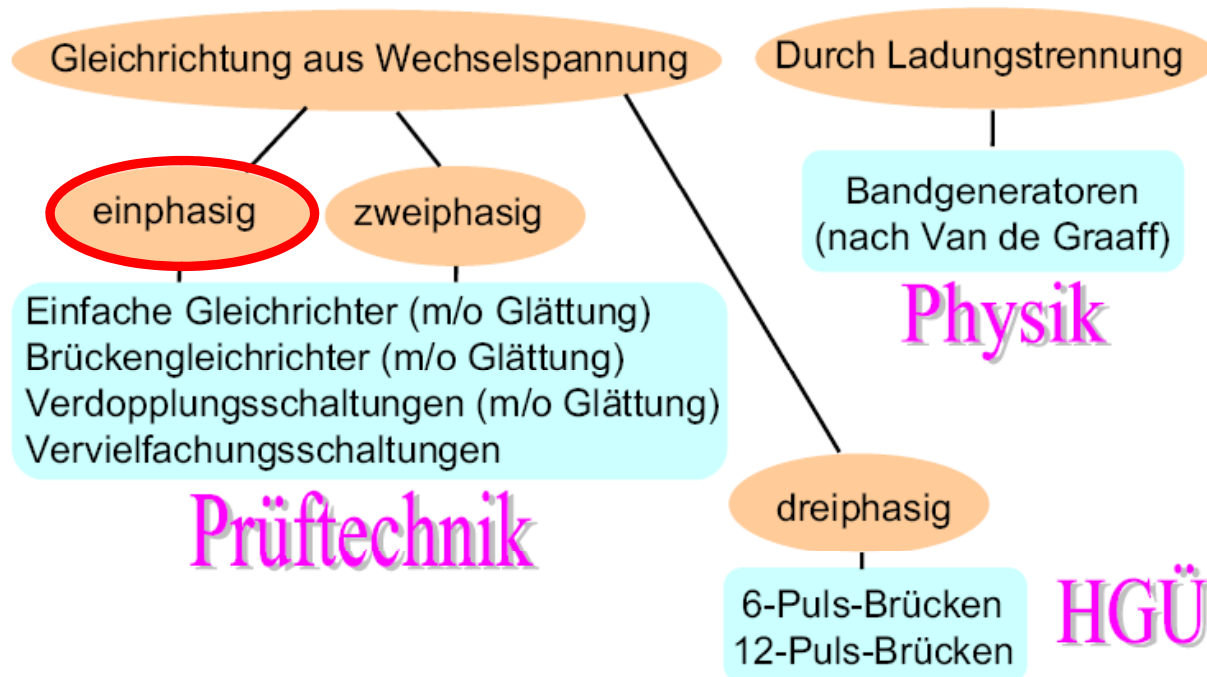 Gleichrichtung aus Wechselspannung
Durch Ladungstrennung
einphasig
zweiphasig
Bandgeneratoren
(nach Van de Graaff)
Physik
Einfache Gleichrichter (m/o Glättung)
Brückengleichrichter (m/o Glättung)
Verdopplungsschaltungen (m/o Glättung)
Vervielfachungsschaltungen
Prüftechnik
dreiphasig
6-Puls-Brücken
12-Puls-Brücken
HGÜ